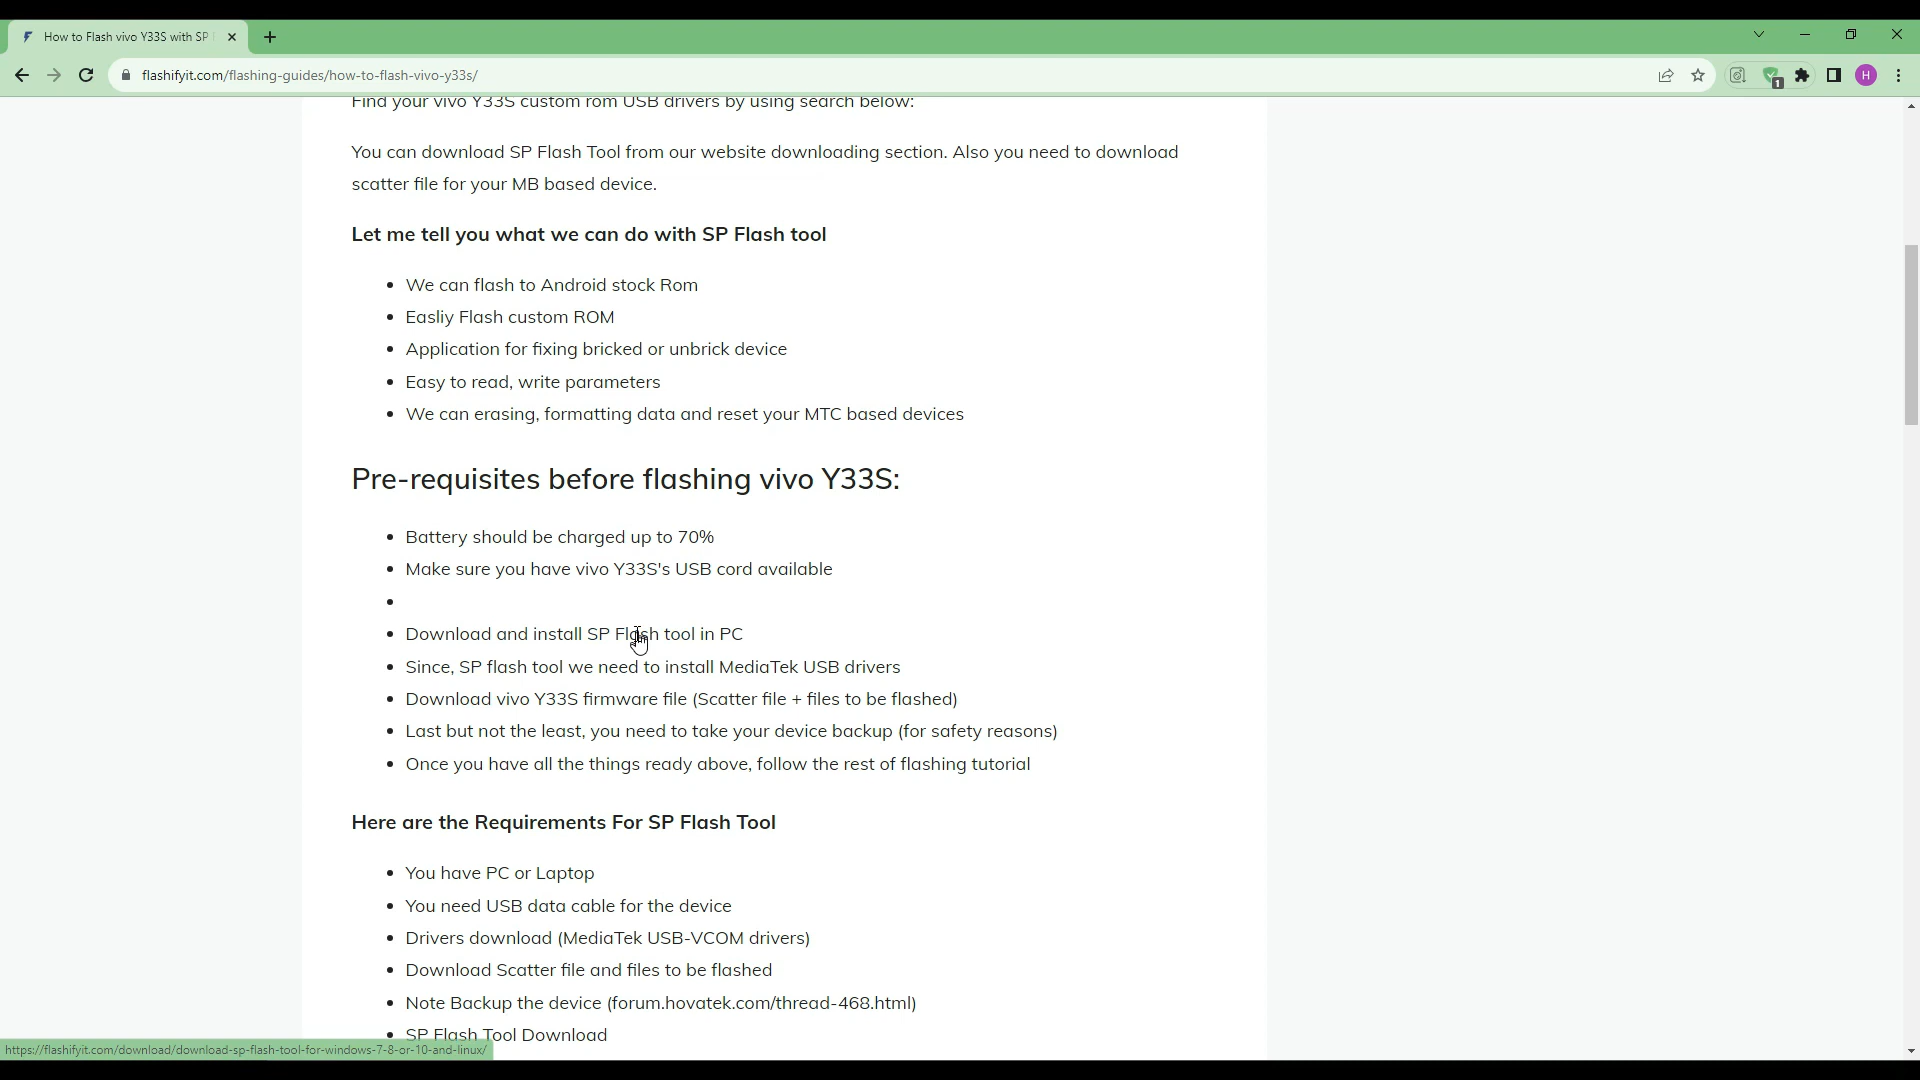 How to Flash vivo Y33S with SP
flashifyit.com/flashing-guides/how-to-flash-vivo-y33s/
1
H
Find your vivo Y33S custom rom USB drivers by using search below:
You can download SP Flash Tool from our website downloading section. Also you need to download
scatter file for your MB based device.
Let me tell you what we can do with SP Flash tool
• We can flash to Android stock Rom
• Easliy Flash custom ROM
• Application for fixing bricked or unbrick device
• Easy to read, write parameters
• We can erasing, formatting data and reset your MTC based devices
Pre-requisites before flashing vivo Y33S:
• Battery should be charged up to 70%
• Make sure you have vivo Y33S's USB cord available
•
• Download and install SP Flash tool in PC
• Since, SP flash tool we need to install MediaTek USB drivers
• Download vivo Y33S firmware file (Scatter file + files to be flashed)
• Last but not the least, you need to take your device backup (for safety reasons)
• Once you have all the things ready above, follow the rest of flashing tutorial
Here are the Requirements For SP Flash Tool
• You have PC or Laptop
• You need USB data cable for the device
• Drivers download (MediaTek USB-VCOM drivers)
• Download Scatter file and files to be flashed
• Note Backup the device (forum.hovatek.com/thread-468.html)
• SP Flash Tool Download
https://flashifyit.com/download/download-sp-flash-tool-for-windows-7-8-or-10-and-linux/